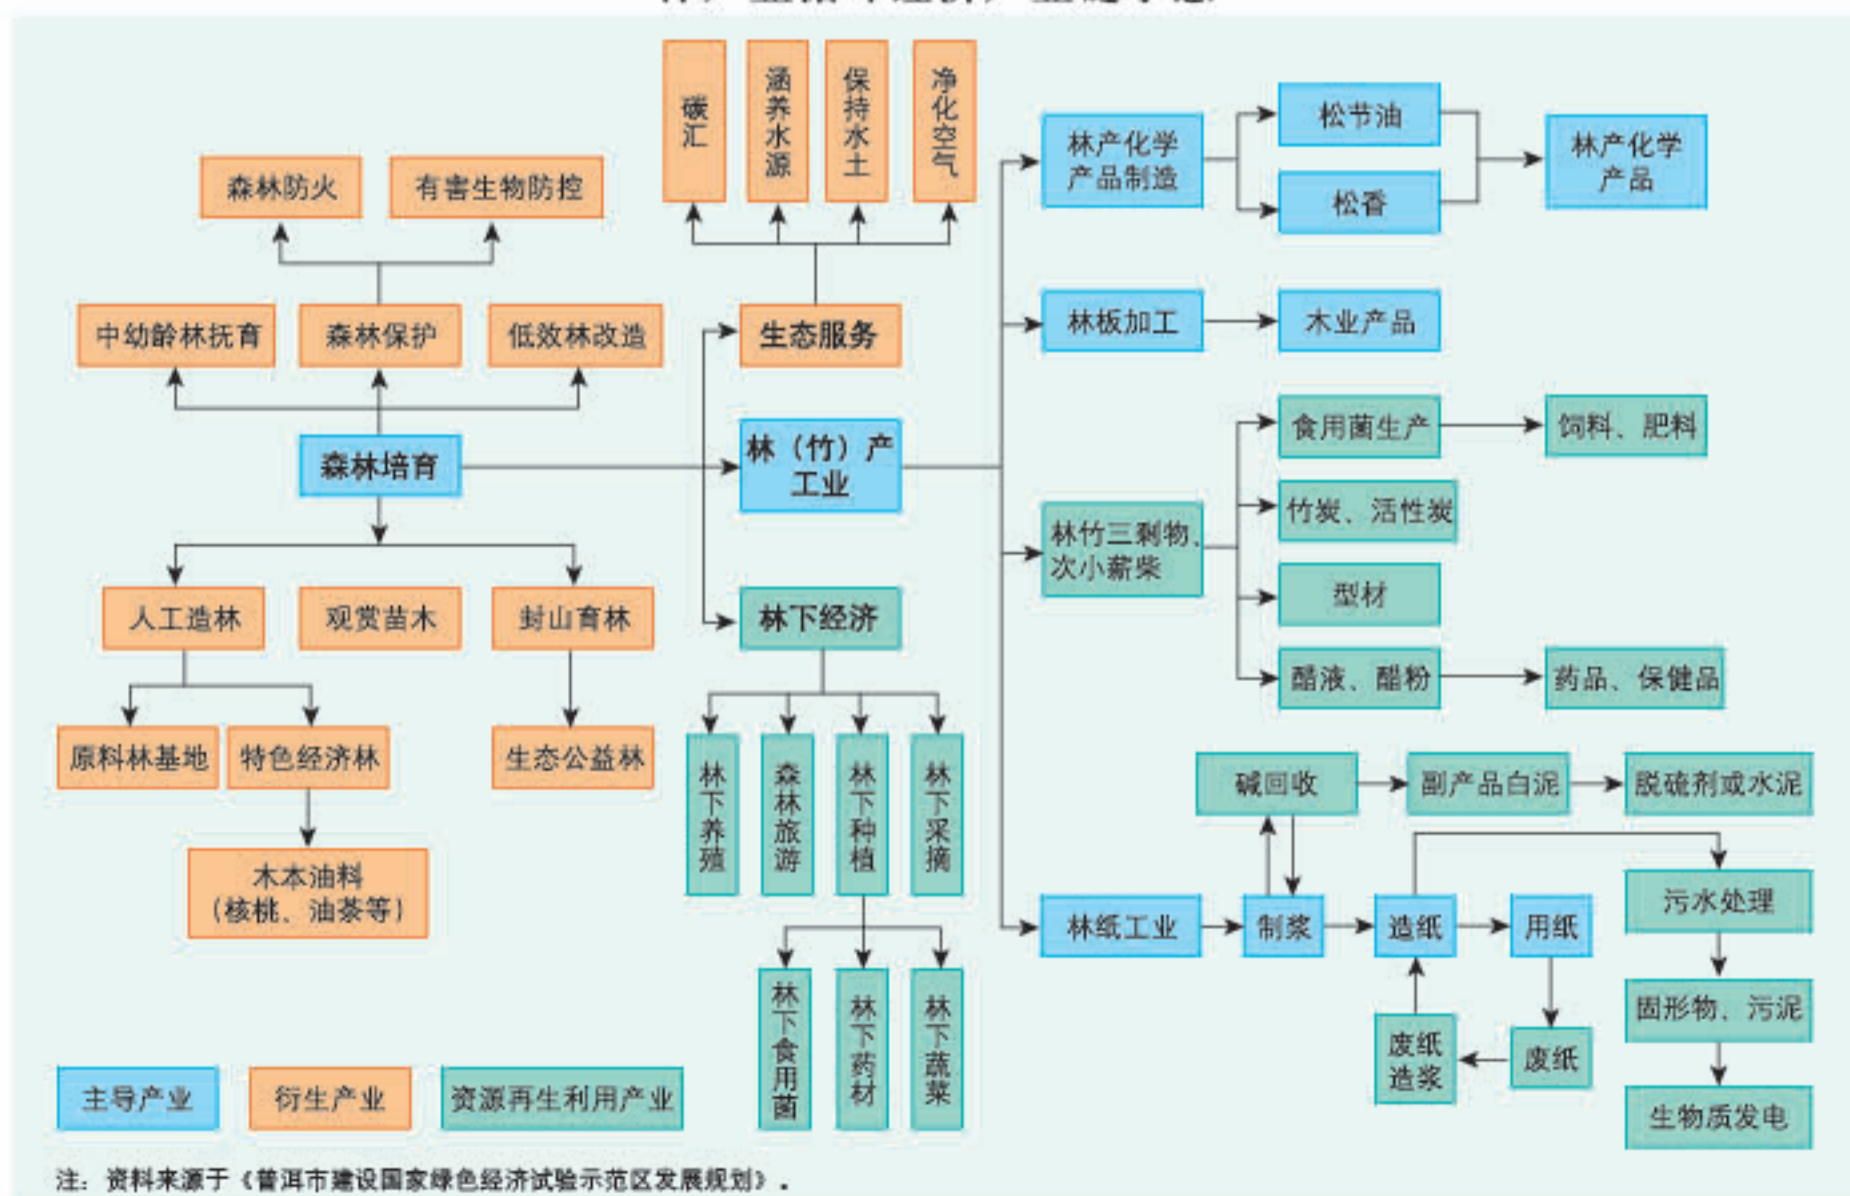 碳汇
涵养水源
保持水土
净化空气
森林防火
有害生物防控
中幼龄林抚育
森林保护
低效林改造
生态服务
森林培育
林（竹）产
工业
人工造林
观赏苗木
封山育林
林下经济
原料林基地
特色经济林
生态公益林
木本油料
（核桃、油茶等）
林下养殖
森林旅游
林下种植
林下采摘
林下食用菌
林下药材
林下蔬菜
林产化学
产品制造
松节油
松香
林产化学
产品
林板加工
木业产品
林竹三剩物、
次小薪柴
食用菌生产
饲料、肥料
竹炭、活性炭
型材
醋液、醋粉
药品、保健品
碱回收
副产品白泥
脱硫剂或水泥
林纸工业
制浆
造纸
用纸
污水处理
废纸
造浆
废纸
固形物、污泥
生物质发电
主导产业
衍生产业
资源再生利用产业
注：资料来源于《普洱市建设国家绿色经济试验示范区发展规划》.